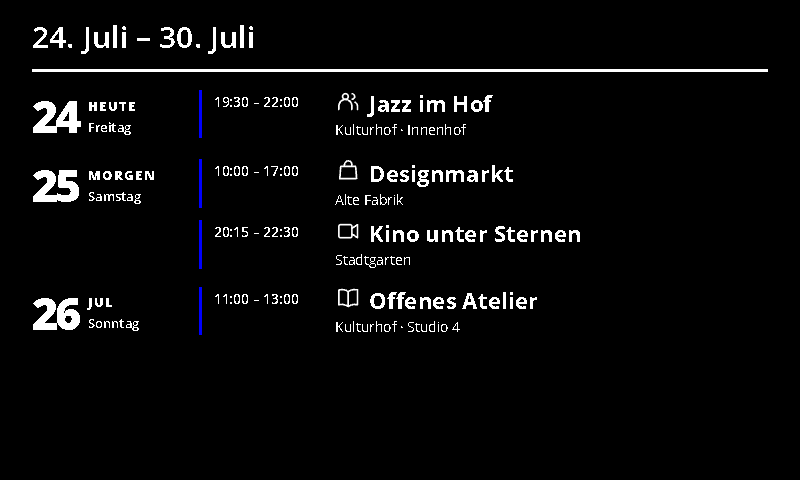 24. Juli – 30. Juli
24 HEUTE Freitag
19:30 – 22:00
Jazz im Hof
Kulturhof · Innenhof
25 MORGEN Samstag
10:00 – 17:00
Designmarkt
Alte Fabrik
20:15 – 22:30
Kino unter Sternen
Stadtgarten
26 JUL Sonntag
11:00 – 13:00
Offenes Atelier
Kulturhof · Studio 4